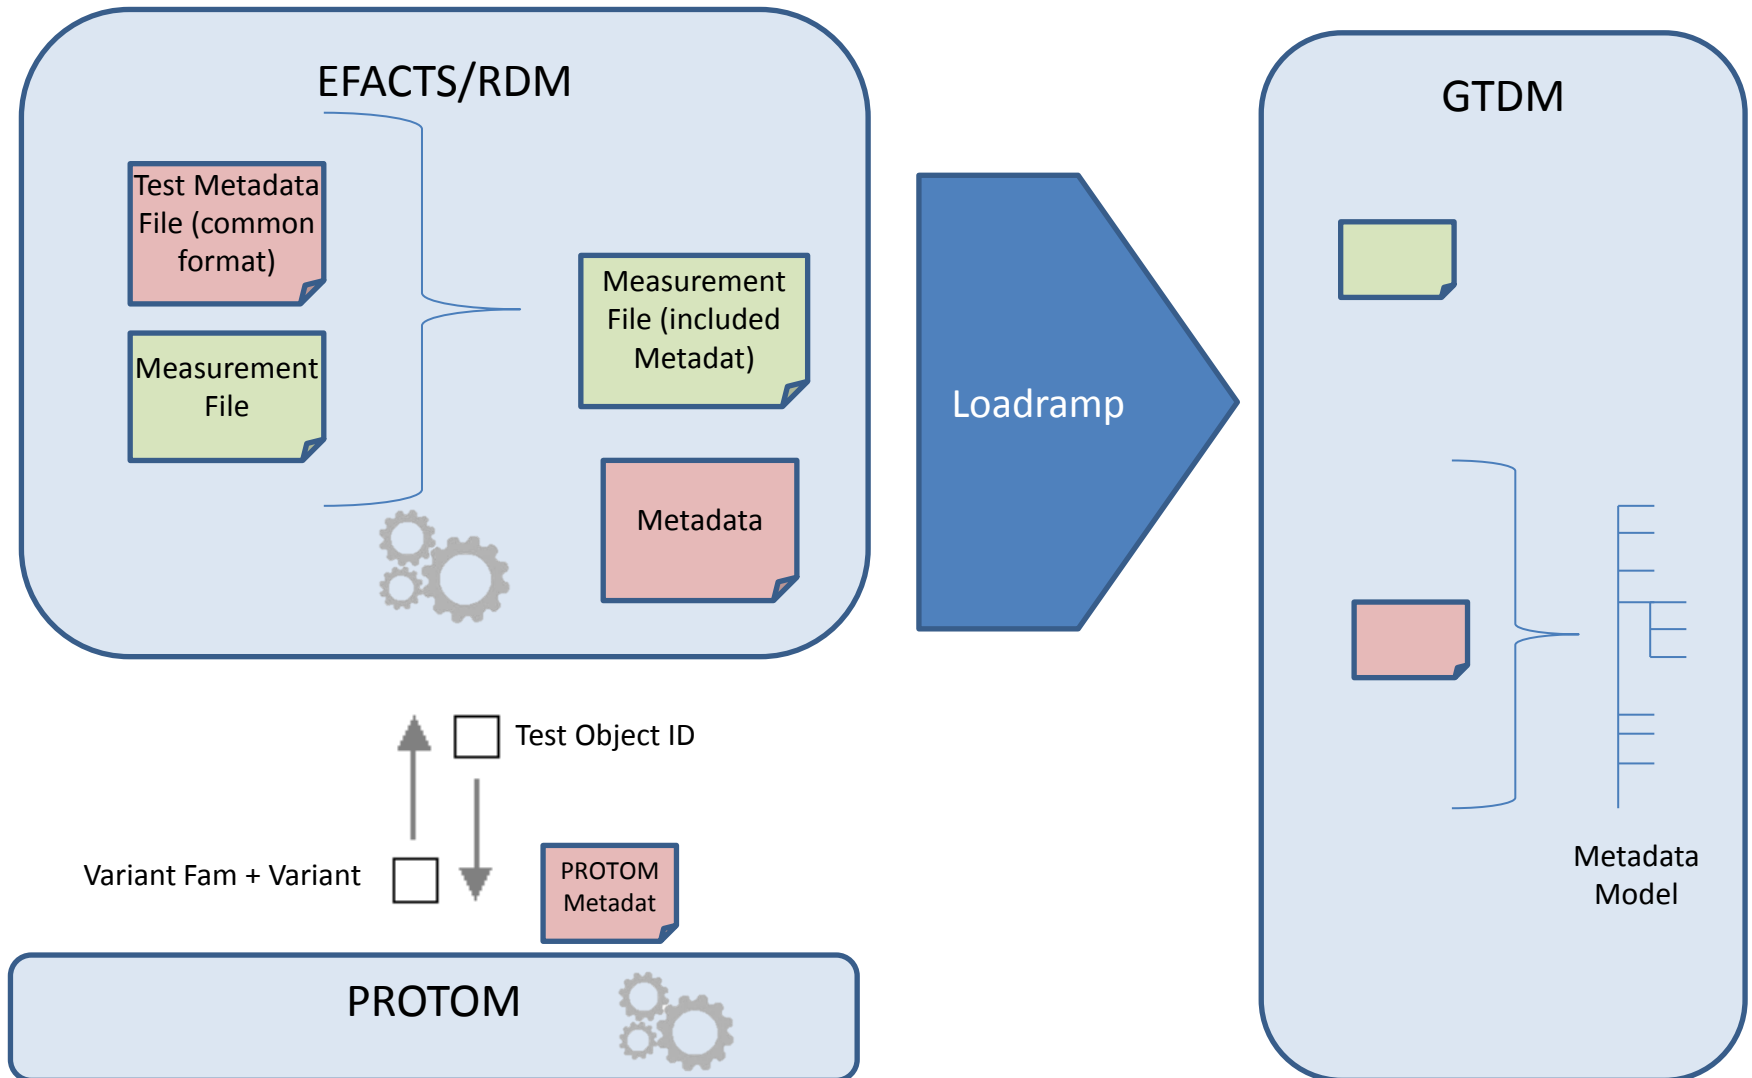 EFACTS/RDM
Test Metadata
File (common
format)
Measurement
File
Measurement
File (included
Metadat)
Metadata
Loadramp
GTDM
Metadata
Model
Test Object ID
Variant Fam + Variant
PROTOM
Metadat
PROTOM